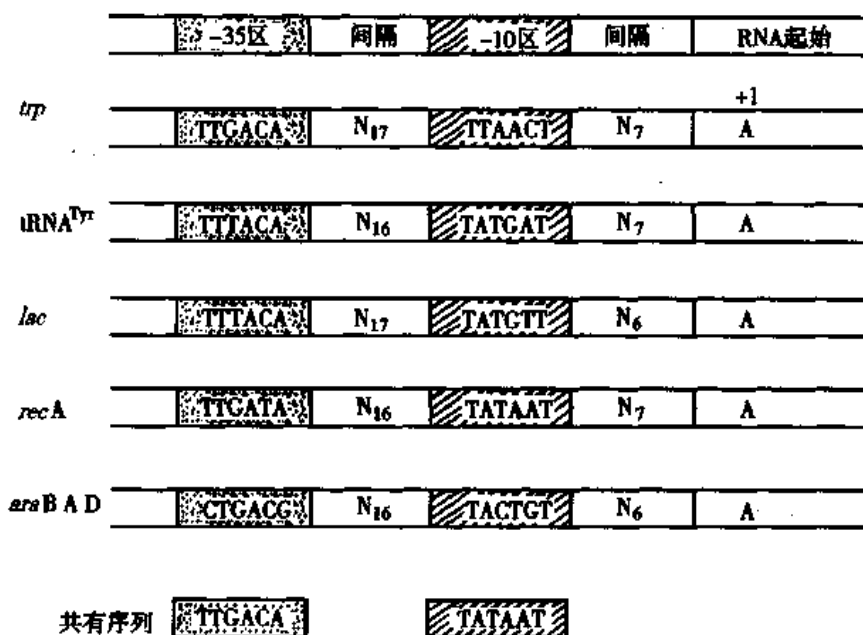 -35区 间隔 -10区 间隔 RNA起始
+1
trp TTGACA N17 TTAACT N7 A
tRNATyr TTTACA N16 TATGAT N7 A
lac TTTACA N17 TATGTT N6 A
recA TTGATA N16 TATAAT N7 A
araB A D CTGACG N16 TACTGT N6 A
共有序列 TTGACA TATAAT